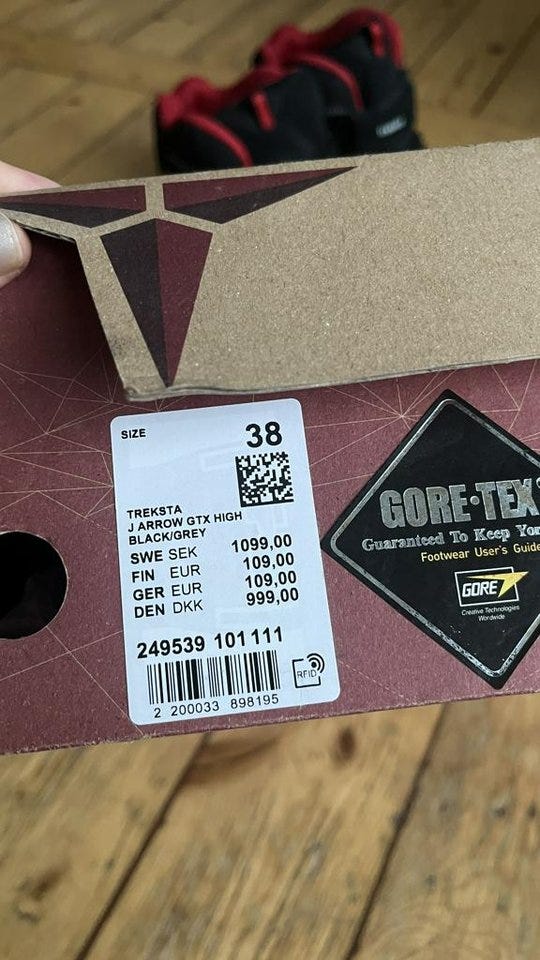 SIZE 38
TREKSTA
J ARROW GTX HIGH
BLACK/GREY
SWE SEK 1099,00
FIN EUR 109,00
GER EUR 109,00
DEN DKK 999,00
249539 101111
2 200033 898195
RFID
GORE-TEX
Guaranteed To Keep You
Footwear User's Guide
GORE
Creative Technologies
Worldwide